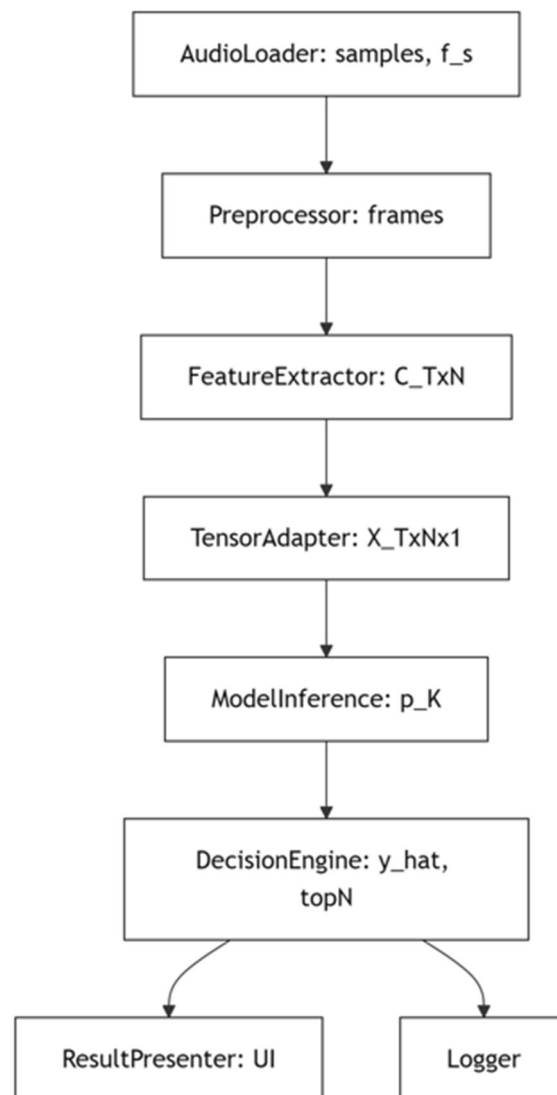 AudioLoader: samples, f_s
Preprocessor: frames
FeatureExtractor: C_TxN
TensorAdapter: X_TxNx1
ModelInference: p_K
DecisionEngine: y_hat,
topN
ResultPresenter: UI
Logger